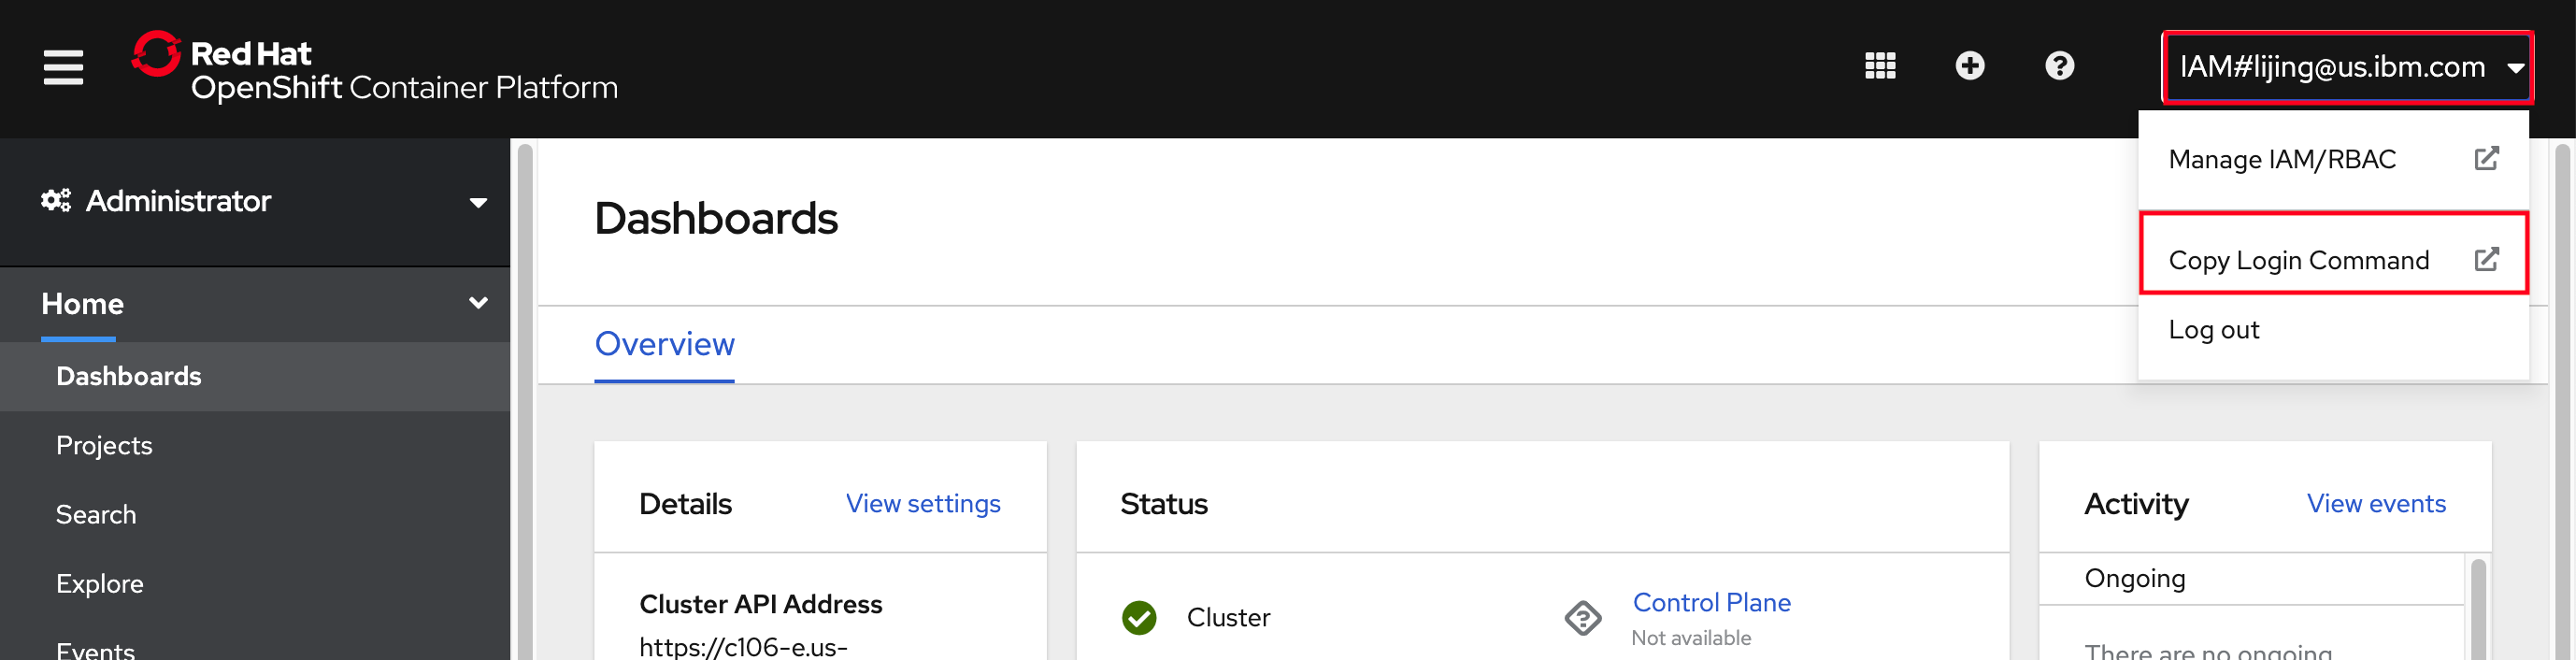 Red Hat
OpenShift Container Platform
IAM#lijing@us.ibm.com
Manage IAM/RBAC
Copy Login Command
Log out
Administrator
Home
Dashboards
Projects
Search
Explore
Events
Dashboards
Overview
Details View settings
Cluster API Address
https://c106-e.us-
Status
Cluster
Control Plane
Not available
Activity View events
Ongoing
There are no ongoing